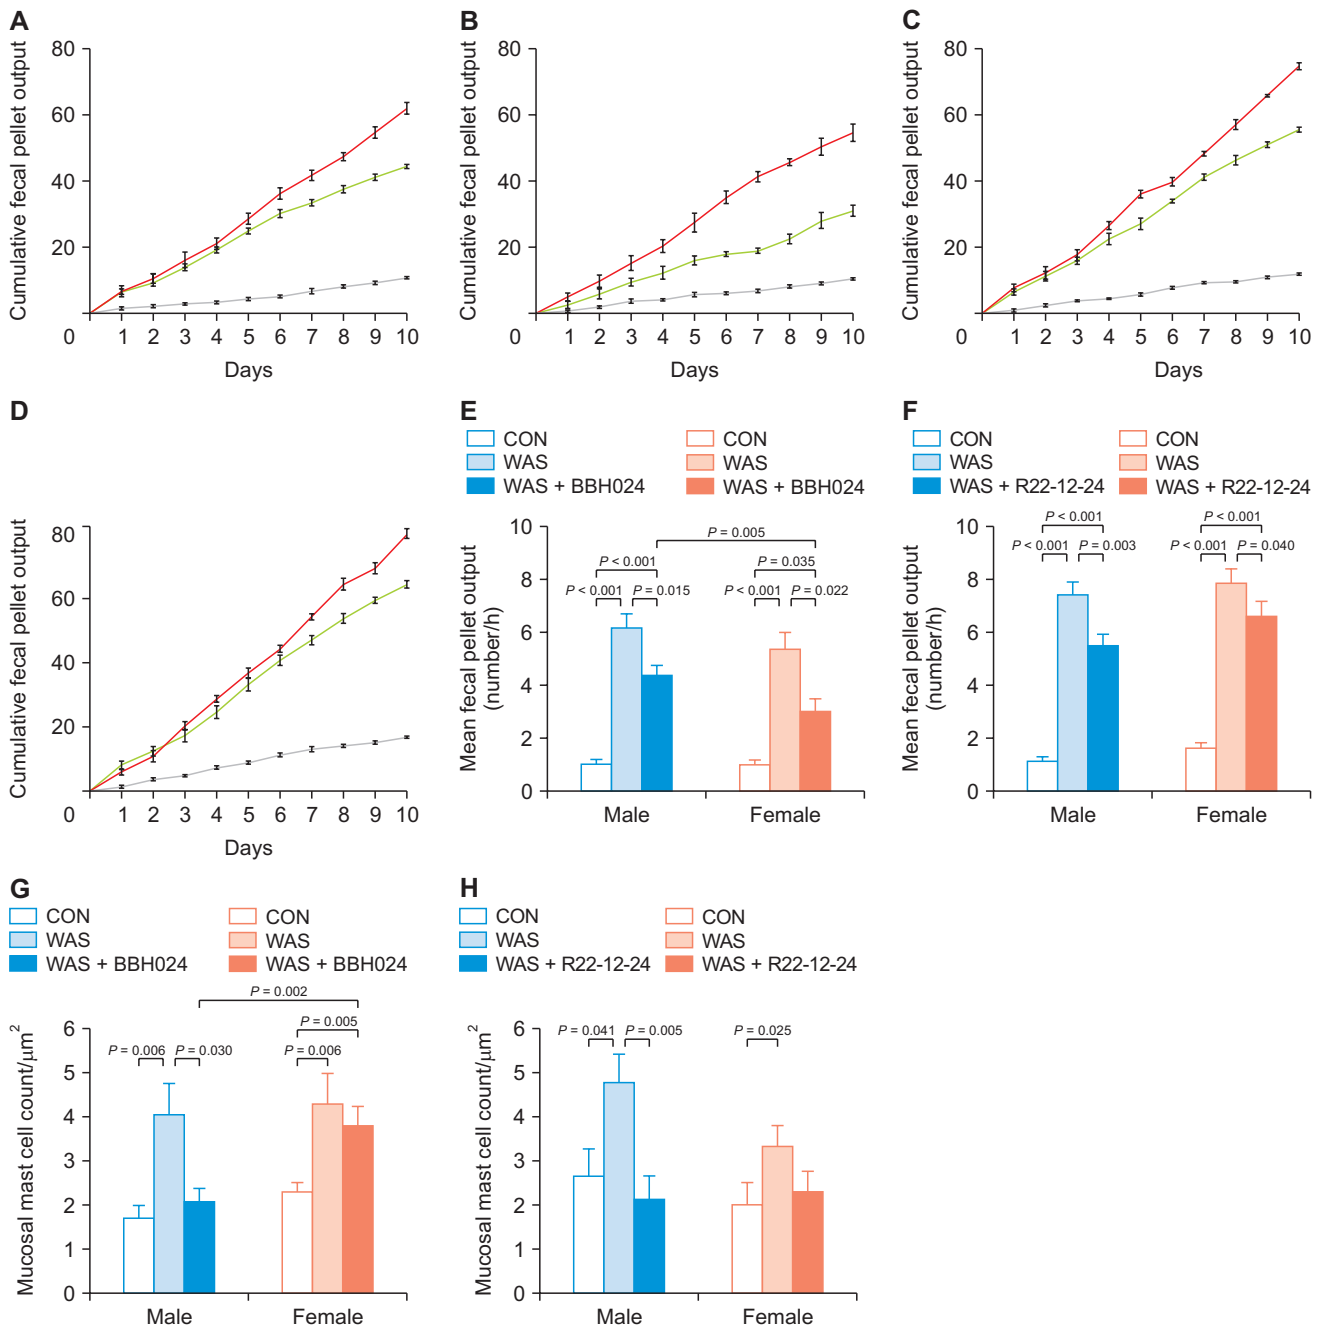 A
Cumulative fecal pellet output
80
60
40
20
0
1 2 3 4 5 6 7 8 9 10
Days
B
Cumulative fecal pellet output
80
60
40
20
0
1 2 3 4 5 6 7 8 9 10
Days
C
Cumulative fecal pellet output
80
60
40
20
0
1 2 3 4 5 6 7 8 9 10
Days
D
Cumulative fecal pellet output
80
60
40
20
0
1 2 3 4 5 6 7 8 9 10
Days
E
CON CON
WAS WAS
WAS + BBH024 WAS + BBH024
Mean fecal pellet output
(number/h)
10
8
6
4
2
0
P = 0.005
P < 0.001 P = 0.035
P < 0.001 P = 0.015 P < 0.001 P = 0.022
Male Female
F
CON CON
WAS WAS
WAS + R22-12-24 WAS + R22-12-24
Mean fecal pellet output
(number/h)
10
8
6
4
2
0
P < 0.001 P < 0.001
P < 0.001 P = 0.003 P < 0.001 P = 0.040
Male Female
G
CON CON
WAS WAS
WAS + BBH024 WAS + BBH024
Mucosal mast cell count/μm²
6
5
4
3
2
1
0
P = 0.002
P = 0.005
P = 0.006 P = 0.030 P = 0.006
Male Female
H
CON CON
WAS WAS
WAS + R22-12-24 WAS + R22-12-24
Mucosal mast cell count/μm²
6
5
4
3
2
1
0
P = 0.041 P = 0.005 P = 0.025
Male Female